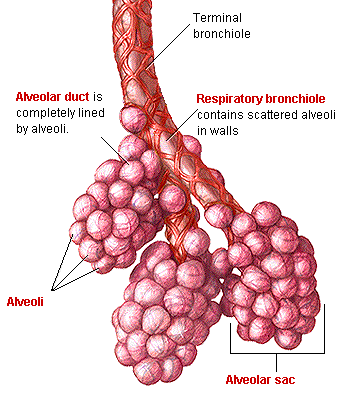 Terminal
bronchiole
Alveolar duct is
completely lined
by alveoli.
Respiratory bronchiole
contains scattered alveoli
in walls
Alveoli
Alveolar sac